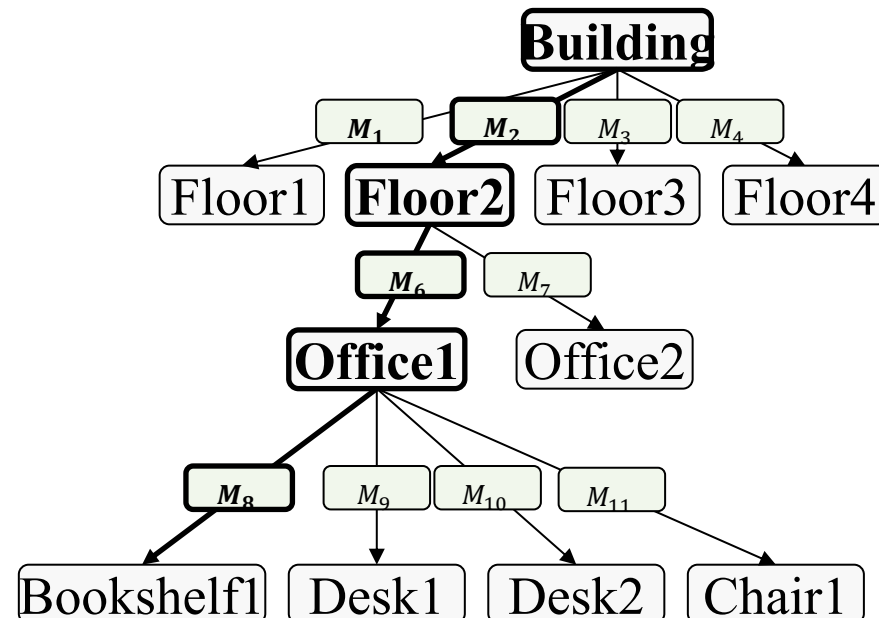 Building
M₁ M₂ M₃ M₄
Floor1 Floor2 Floor3 Floor4
M₆ M₇
Office1 Office2
M₈ M₉ M₁₀ M₁₁
Bookshelf1 Desk1 Desk2 Chair1